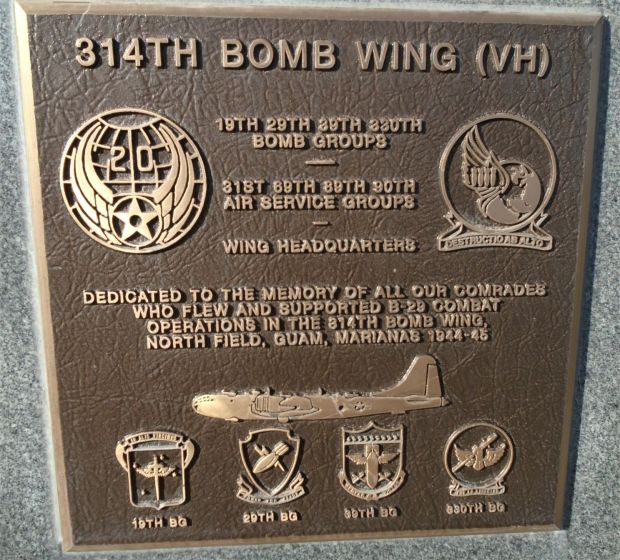 314TH BOMB WING (VH)
20
19TH 29TH 39TH 330TH
BOMB GROUPS
31ST 69TH 89TH 90TH
AIR SERVICE GROUPS
WING HEADQUARTERS
DESTRUCTIO AB ALTO
DEDICATED TO THE MEMORY OF ALL OUR COMRADES
WHO FLEW AND SUPPORTED B-29 COMBAT
OPERATIONS IN THE 314TH BOMB WING,
NORTH FIELD, GUAM, MARIANAS 1944-45
IN ALIS VINCIMUS
19TH BG
29TH BG
39TH BG
330TH BG